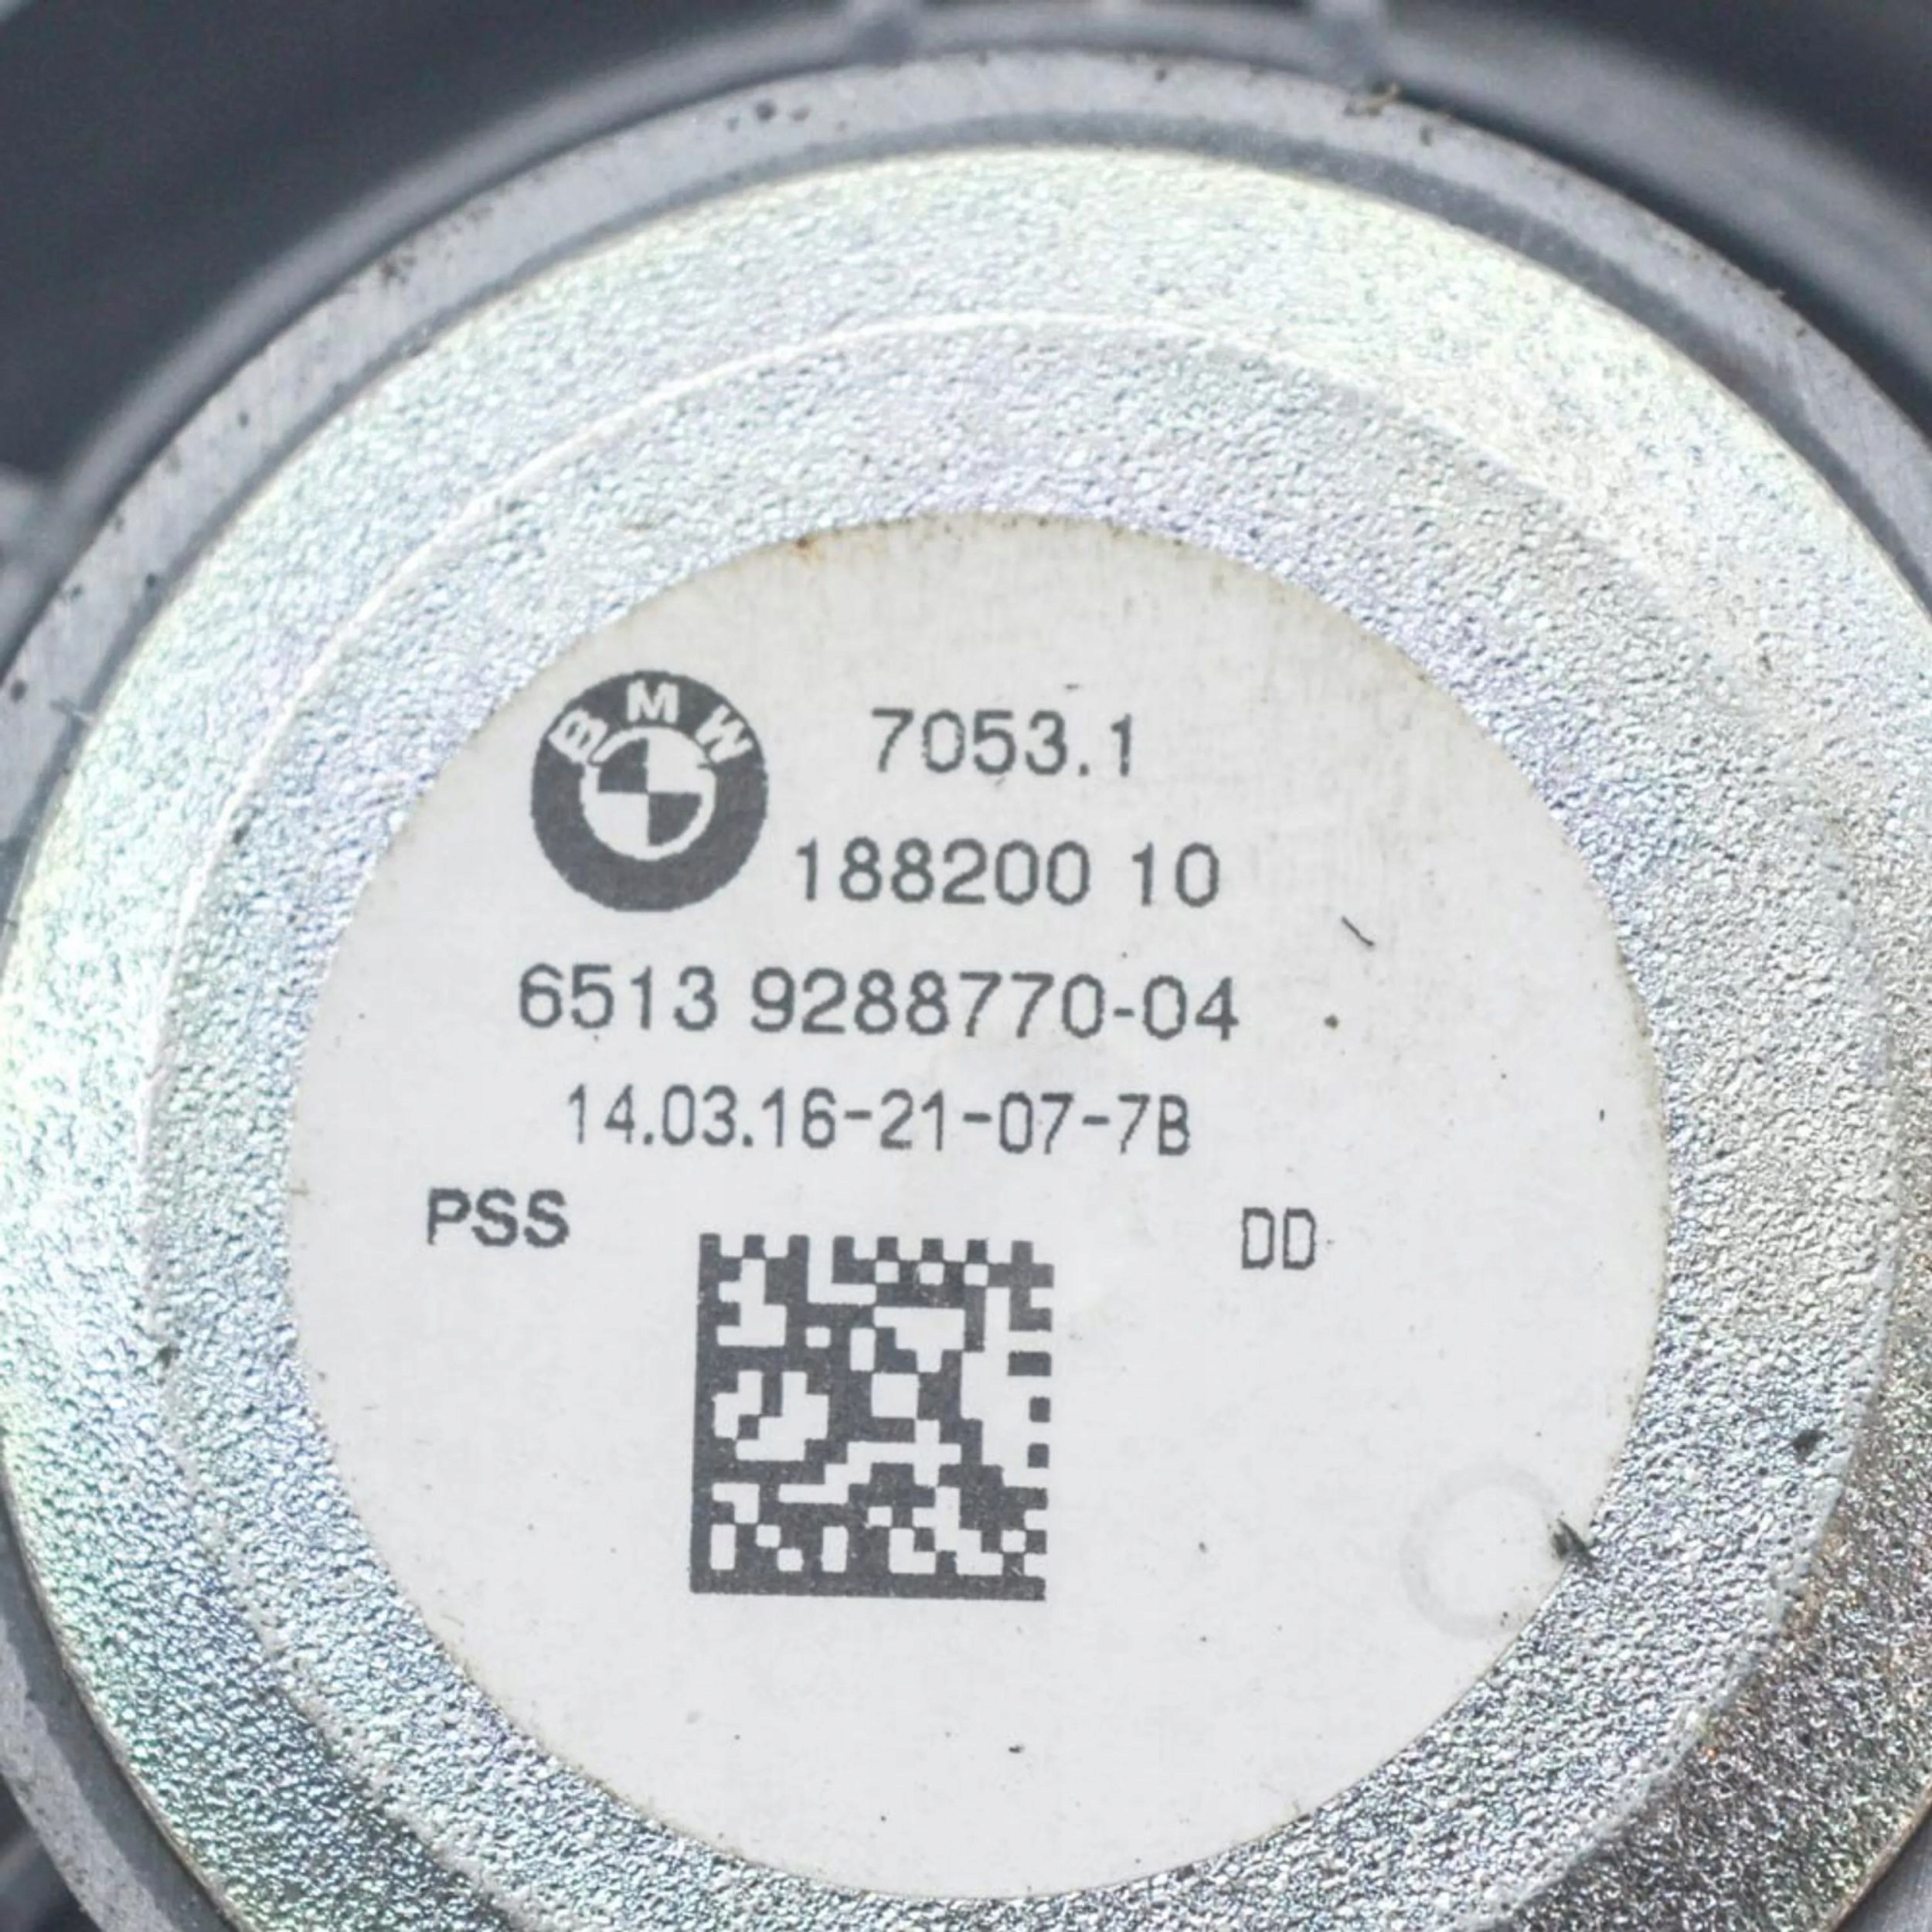 BMW
7053.1
188200 10
6513 9288770-04
14.03.16-21-07-7B
PSS
DD